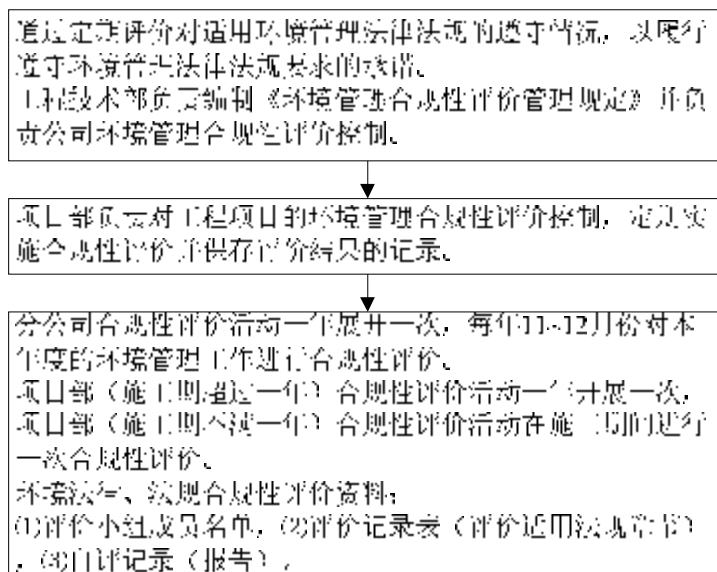 通过定期评价对适用环境管理法律法规的遵守情况，以履行
遵守环境管理法律法规要求的承诺。
工程技术部负责编制《环境管理合规性评价管理规定》并负
责公司环境管理合规性评价控制。
项目部负责对工程项目的环境管理合规性评价控制，定期实
施合规性评价并保存评价结果的记录。
分公司合规性评价活动一年展开一次，每年11-12月份对本
年度的环境管理工作进行合规性评价。
项目部（施工期超过一年）合规性评价活动一年开展一次，
项目部（施工期不满一年）合规性评价活动在施工期间进行
一次合规性评价。
环境法律、法规合规性评价资料：
(1)评价小组成员名单，(2)评价记录表（评价适用法规章节）
，(3)自评记录（报告）。